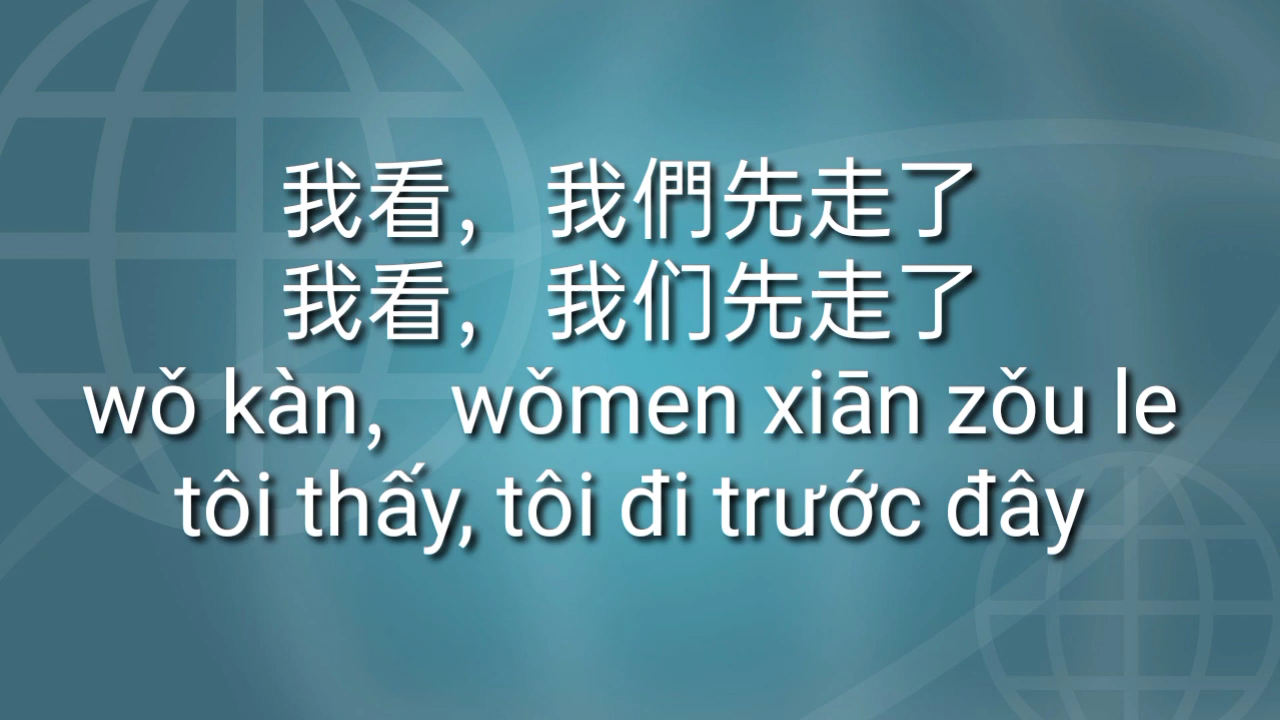 我看，我們先走了
我看，我们先走了
wǒ kàn，wǒmen xiān zǒu le
tôi thấy, tôi đi trước đây